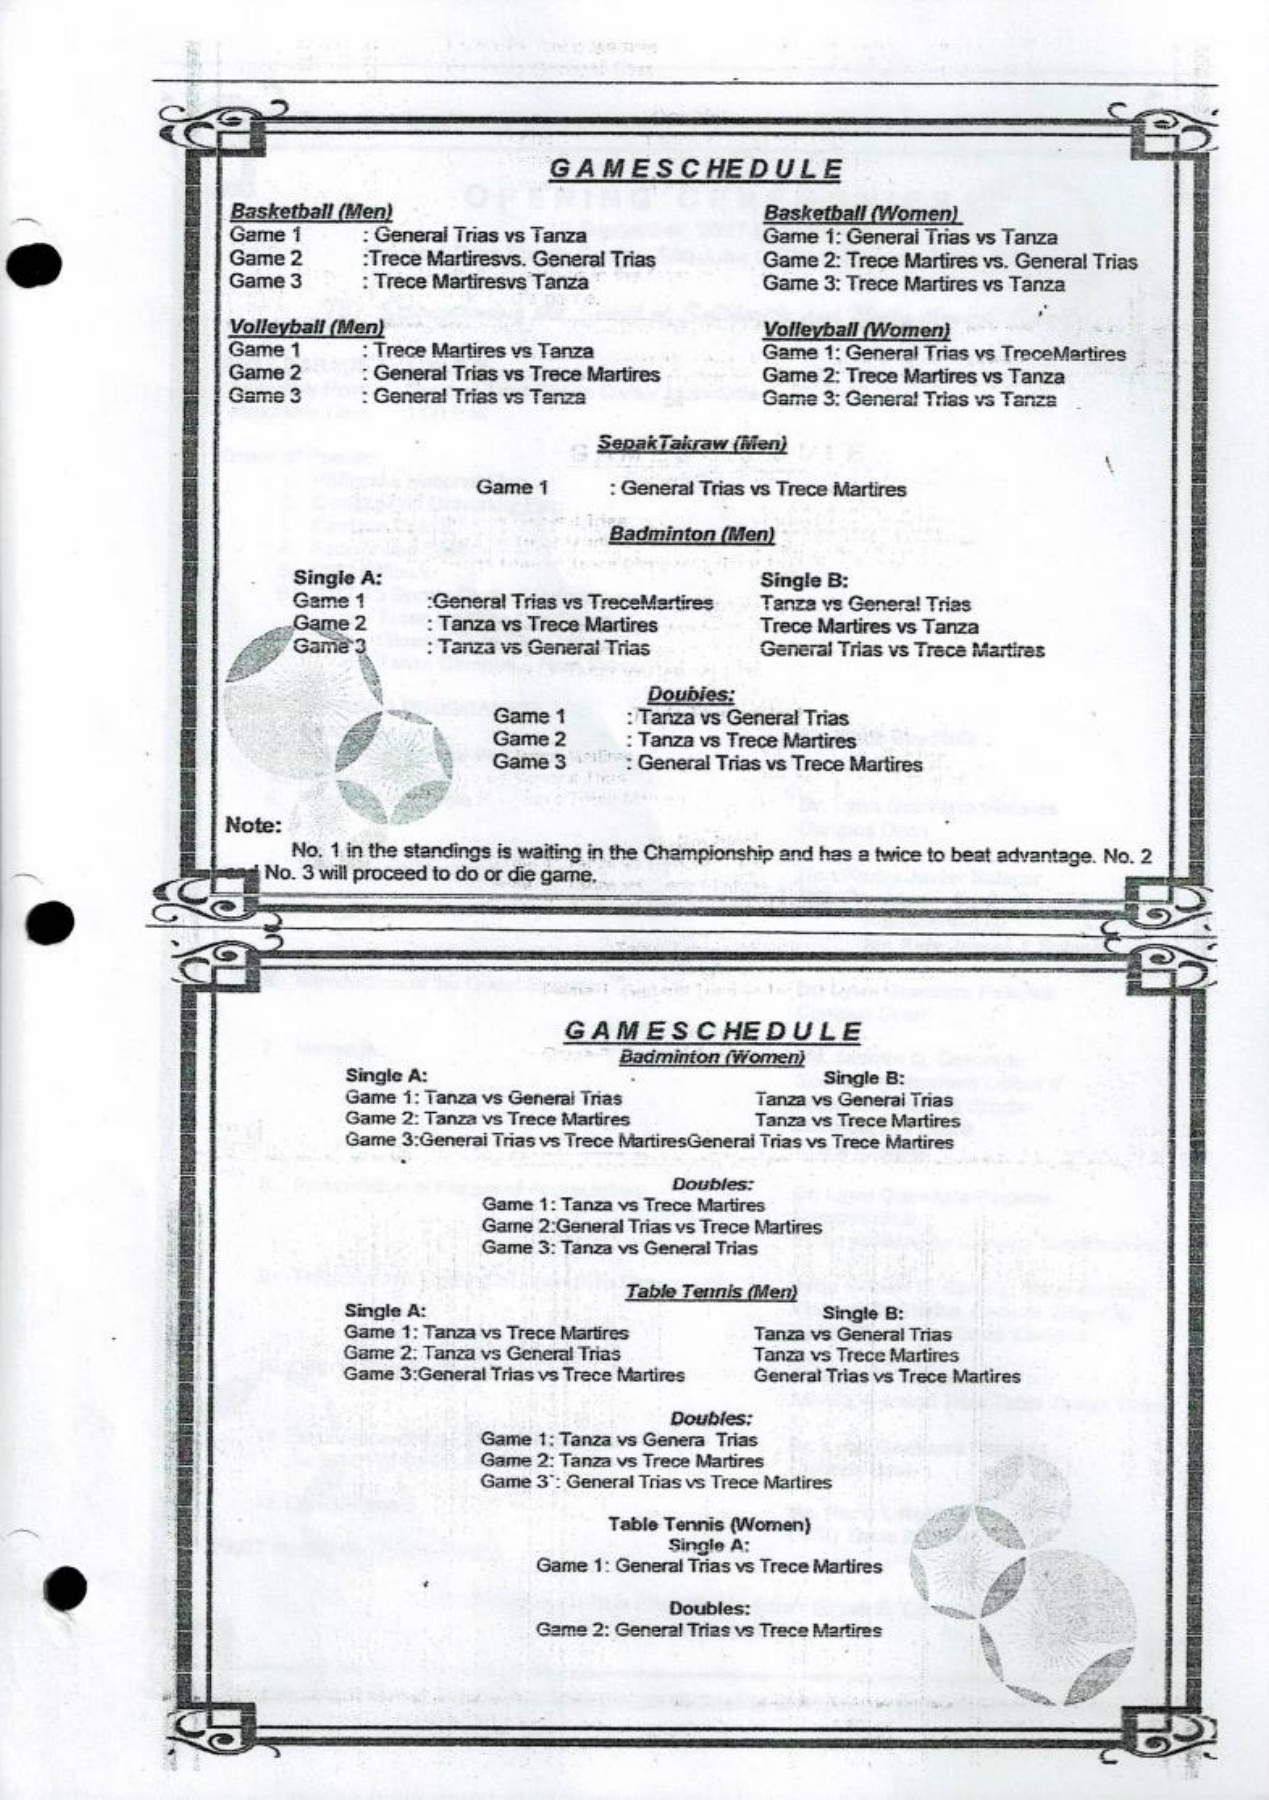 GAMESCHEDULE
Basketball (Men)
Game 1 : General Trias vs Tanza
Game 2 :Trece Martiresvs. General Trias
Game 3 : Trece Martiresvs Tanza
Basketball (Women)
Game 1: General Trias vs Tanza
Game 2: Trece Martires vs. General Trias
Game 3: Trece Martires vs Tanza
Volleyball (Men)
Game 1 : Trece Martires vs Tanza
Game 2 : General Trias vs Trece Martires
Game 3 : General Trias vs Tanza
Volleyball (Women)
Game 1: General Trias vs TreceMartires
Game 2: Trece Martires vs Tanza
Game 3: General Trias vs Tanza
SepakTakraw (Men)
Game 1 : General Trias vs Trece Martires
Badminton (Men)
Single A:
Game 1 :General Trias vs TreceMartires
Game 2 : Tanza vs Trece Martires
Game 3 : Tanza vs General Trias
Single B:
Tanza vs General Trias
Trece Martires vs Tanza
General Trias vs Trece Martires
Doubles:
Game 1 : Tanza vs General Trias
Game 2 : Tanza vs Trece Martires
Game 3 : General Trias vs Trece Martires
Note:
No. 1 in the standings is waiting in the Championship and has a twice to beat advantage. No. 2
and No. 3 will proceed to do or die game.
GAMESCHEDULE
Badminton (Women)
Single A: Single B:
Game 1: Tanza vs General Trias Tanza vs General Trias
Game 2: Tanza vs Trece Martires Tanza vs Trece Martires
Game 3:General Trias vs Trece MartiresGeneral Trias vs Trece Martires
Doubles:
Game 1: Tanza vs Trece Martires
Game 2:General Trias vs Trece Martires
Game 3: Tanza vs General Trias
Table Tennis (Men)
Single A: Single B:
Game 1: Tanza vs Trece Martires Tanza vs General Trias
Game 2: Tanza vs General Trias Tanza vs Trece Martires
Game 3:General Trias vs Trece Martires General Trias vs Trece Martires
Doubles:
Game 1: Tanza vs Genera Trias
Game 2: Tanza vs Trece Martires
Game 3 : General Trias vs Trece Martires
Table Tennis (Women)
Single A:
Game 1: General Trias vs Trece Martires
Doubles:
Game 2: General Trias vs Trece Martires